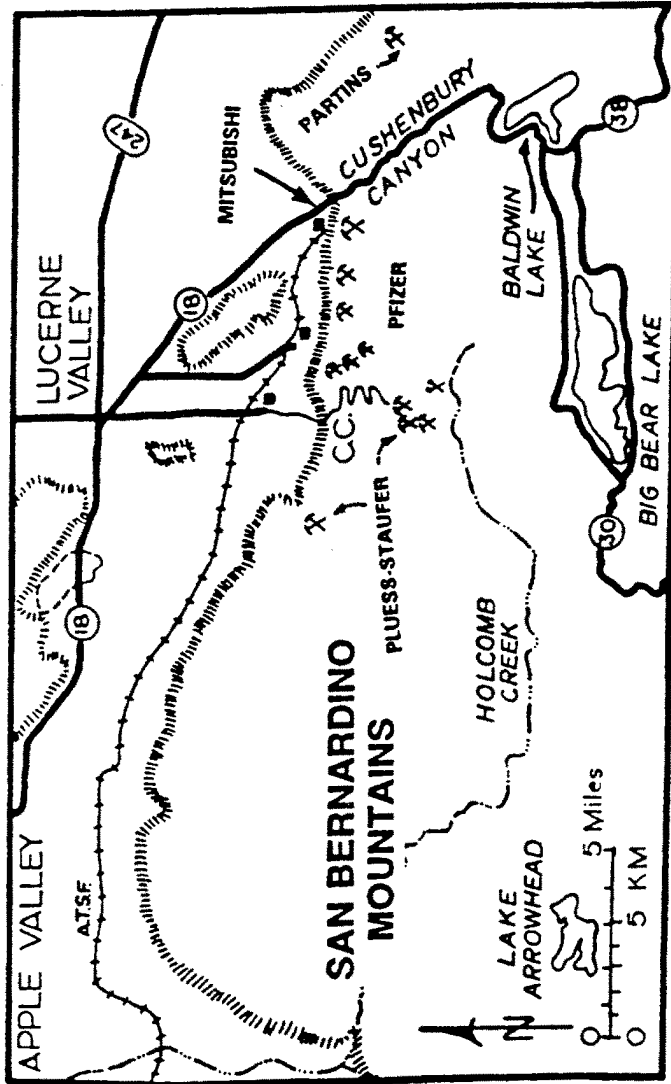 APPLE VALLEY
LUCERNE
VALLEY
247
18
18
A.T.S.F.
MITSUBISHI
PARTINS
CUSHENBURY
CANYON
C.C.
PFIZER
PLUESS-STAUFER
SAN BERNARDINO
MOUNTAINS
HOLCOMB
CREEK
BALDWIN
LAKE
38
30
BIG BEAR LAKE
LAKE
ARROWHEAD
N
0 5 Miles
0 5 KM